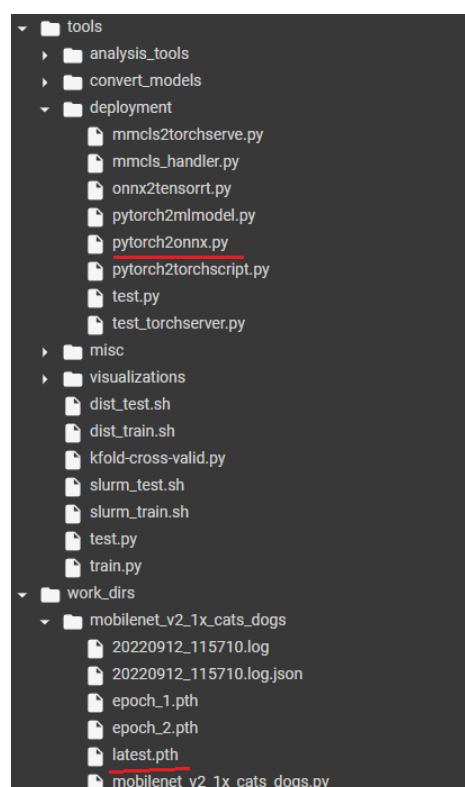 tools
analysis_tools
convert_models
deployment
mmcls2torchserve.py
mmcls_handler.py
onnx2tensorrt.py
pytorch2mlmodel.py
pytorch2onnx.py
pytorch2torchscript.py
test.py
test_torchserver.py
misc
visualizations
dist_test.sh
dist_train.sh
kfold-cross-valid.py
slurm_test.sh
slurm_train.sh
test.py
train.py
work_dirs
mobilenet_v2_1x_cats_dogs
20220912_115710.log
20220912_115710.log.json
epoch_1.pth
epoch_2.pth
latest.pth
mobilenet_v2_1x_cats_dogs.py